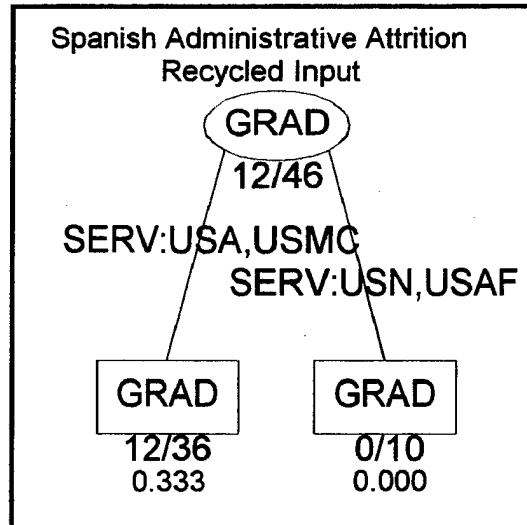 Spanish Administrative Attrition
Recycled Input
GRAD
12/46
SERV:USA,USMC
SERV:USN,USAF
GRAD
GRAD
12/36
0/10
0.333
0.000